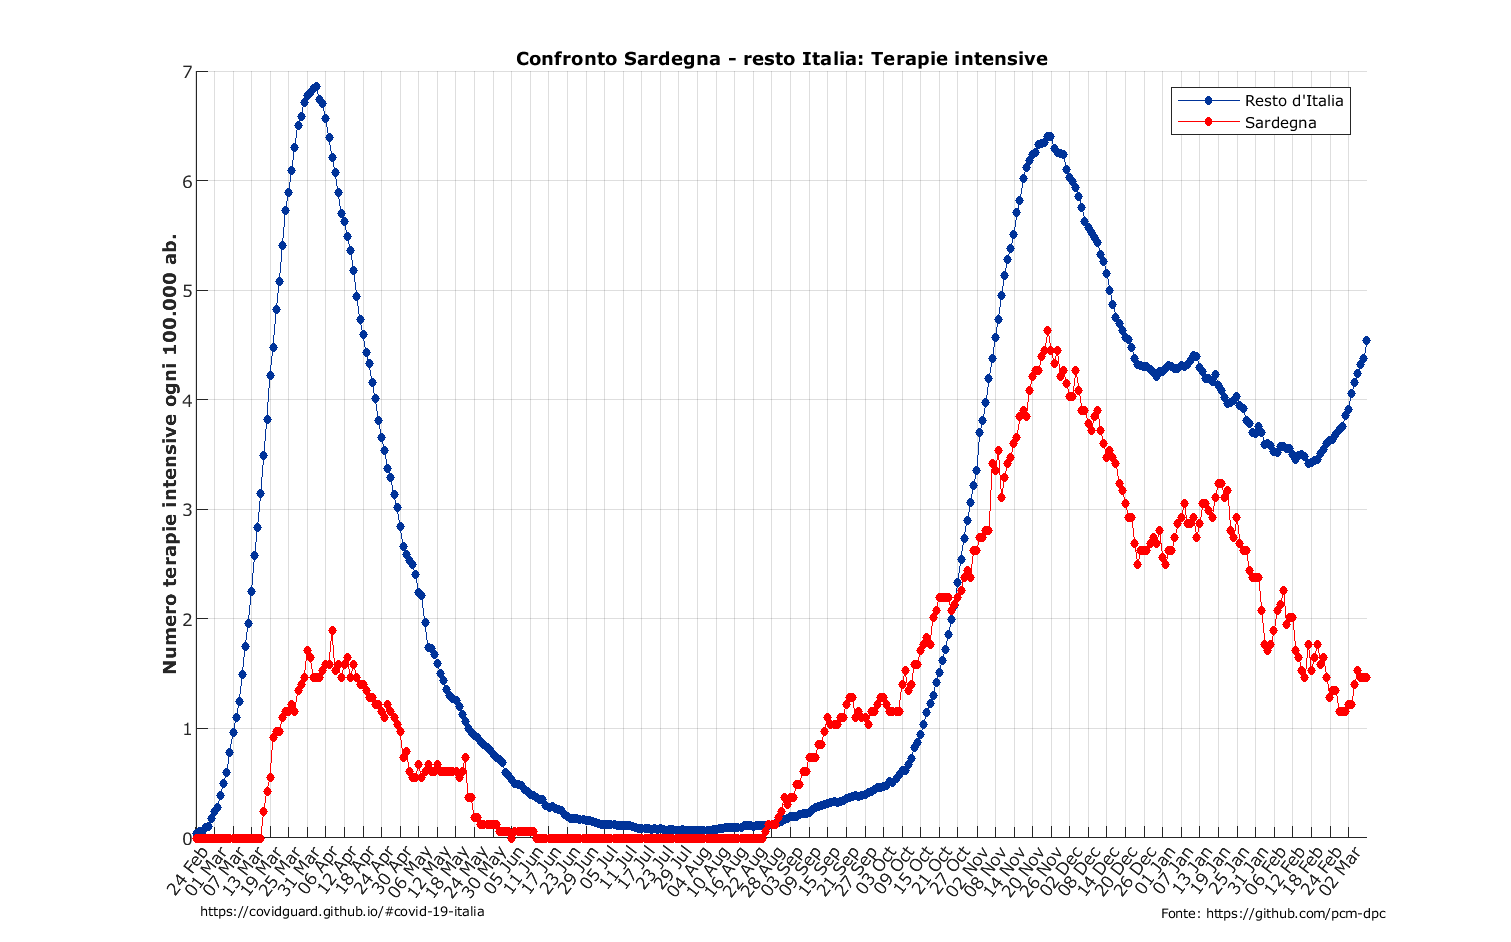 Confronto Sardegna - resto Italia: Terapie intensive
Resto d'Italia
Sardegna
Numero terapie intensive ogni 100.000 ab.
7
6
5
4
3
2
1
0
24 Feb
01 Mar
07 Mar
13 Mar
19 Mar
25 Mar
31 Mar
06 Apr
12 Apr
18 Apr
24 Apr
30 Apr
06 May
12 May
18 May
24 May
30 May
05 Jun
11 Jun
17 Jun
23 Jun
29 Jun
05 Jul
11 Jul
17 Jul
23 Jul
29 Jul
04 Aug
10 Aug
16 Aug
22 Aug
28 Aug
03 Sep
09 Sep
15 Sep
21 Sep
27 Sep
03 Oct
09 Oct
15 Oct
21 Oct
27 Oct
02 Nov
08 Nov
14 Nov
20 Nov
26 Nov
02 Dec
08 Dec
14 Dec
20 Dec
26 Dec
01 Jan
07 Jan
13 Jan
19 Jan
25 Jan
31 Jan
06 Feb
12 Feb
18 Feb
24 Feb
02 Mar
https://covidguard.github.io/#covid-19-italia
Fonte: https://github.com/pcm-dpc